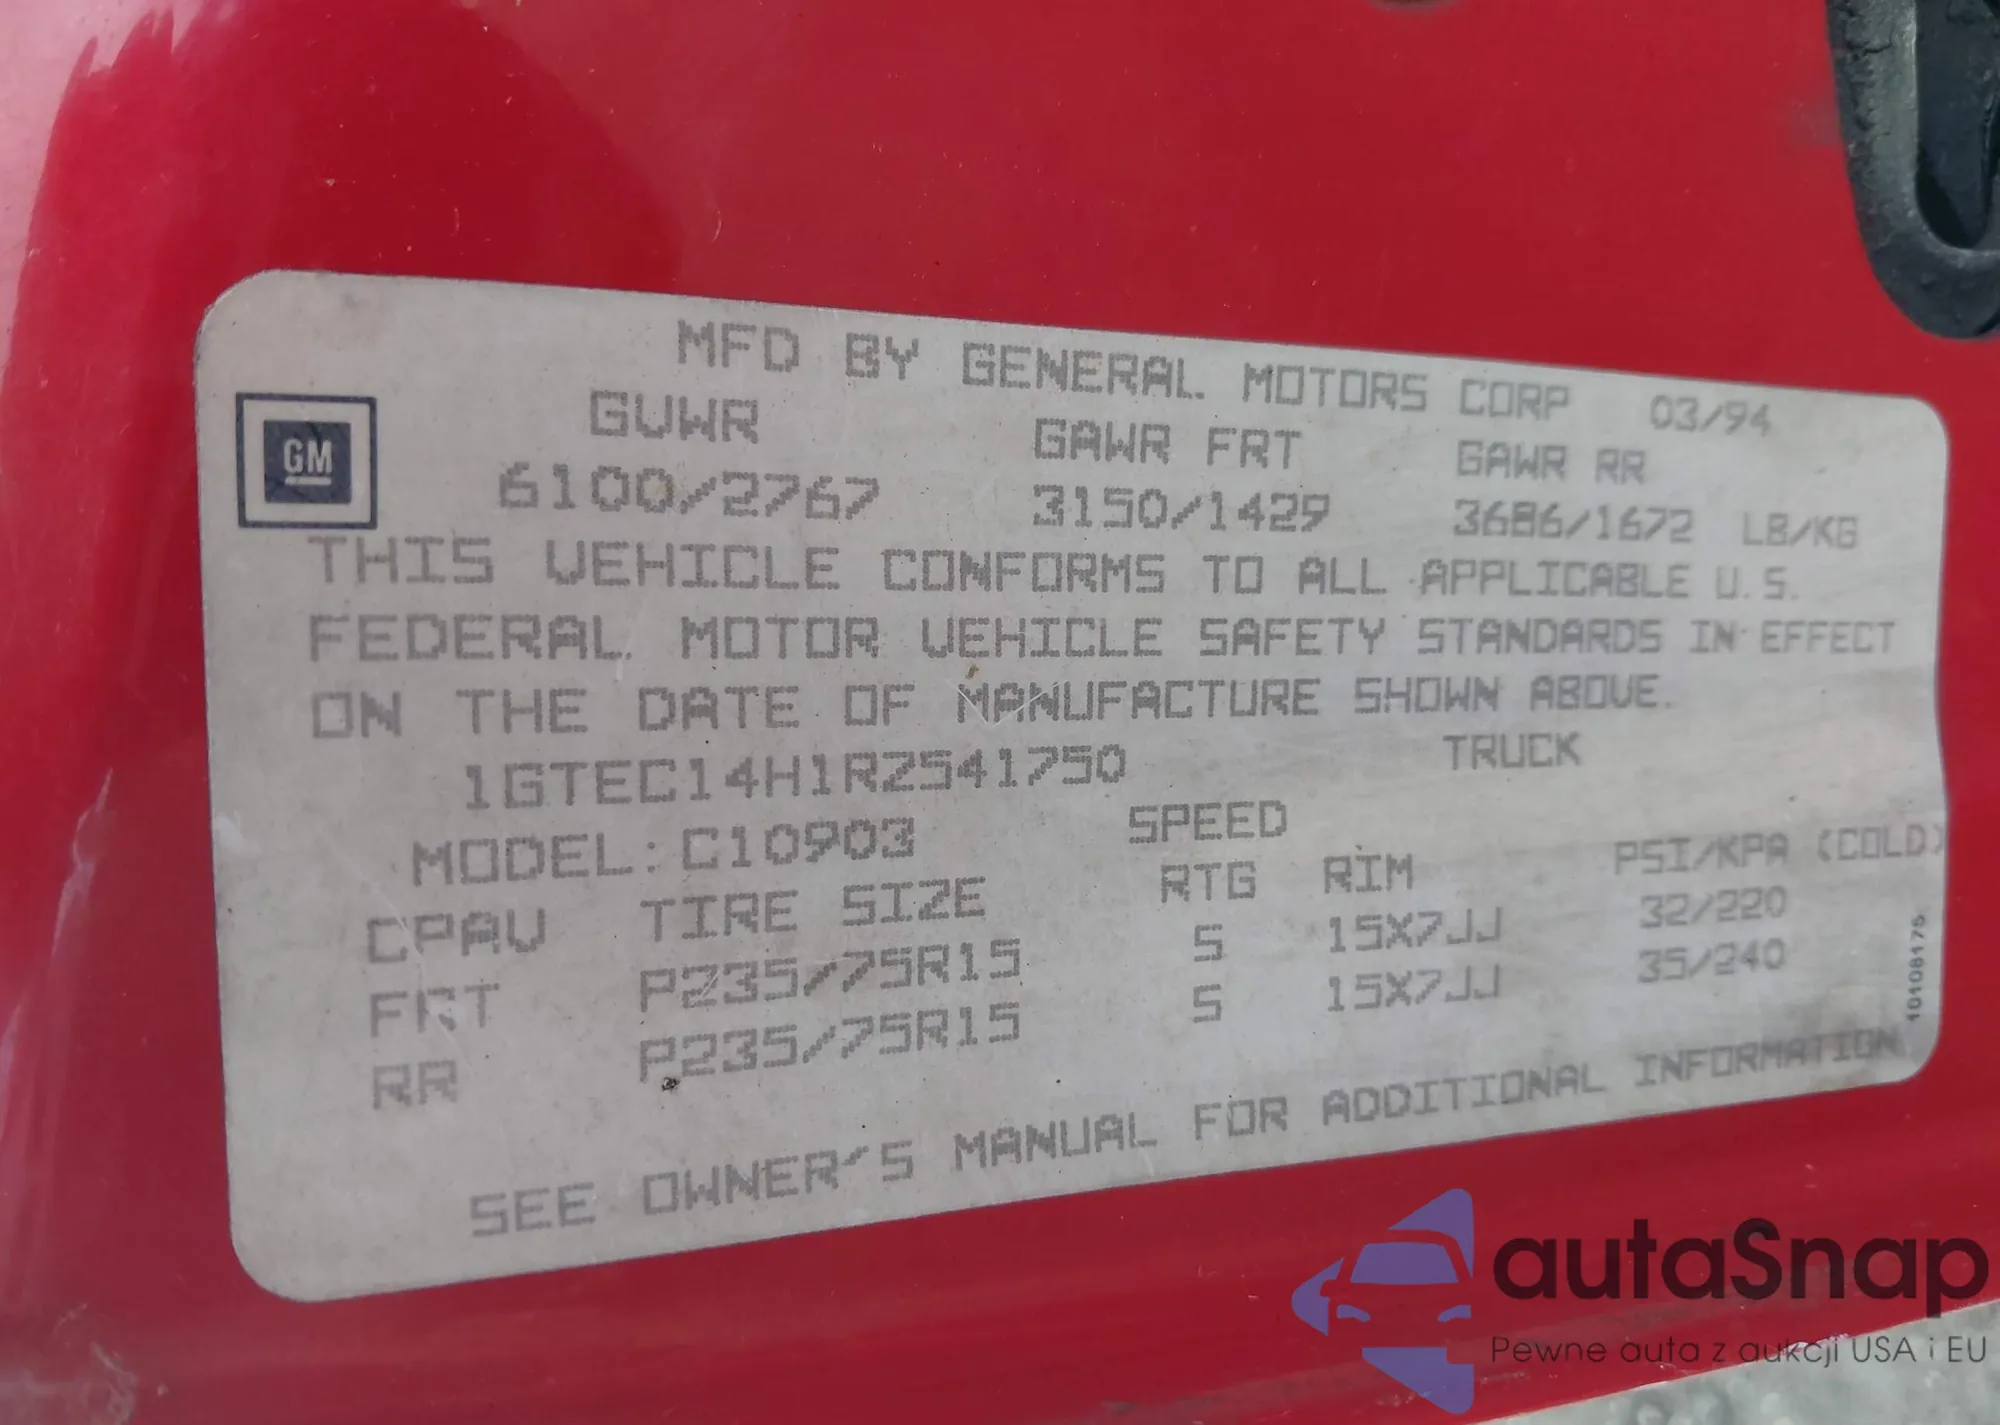 MFD BY GENERAL MOTORS CORP 03/94
GVWR GAWR FRT GAWR RR
GM
6100/2767 3150/1429 3686/1672 LB/KG
THIS VEHICLE CONFORMS TO ALL APPLICABLE U.S.
FEDERAL MOTOR VEHICLE SAFETY STANDARDS IN EFFECT
ON THE DATE OF MANUFACTURE SHOWN ABOVE.
1GTEC14H1RZ541750 TRUCK
MODEL: C10903 SPEED
CPAV TIRE SIZE RTG RIM PSI/KPA (COLD)
FRT P235/75R15 S 15X7JJ 32/220
RR P235/75R15 S 15X7JJ 35/240
SEE OWNER'S MANUAL FOR ADDITIONAL INFORMATION
10108175
autaSnap
Pewne auta z aukcji USA i EU